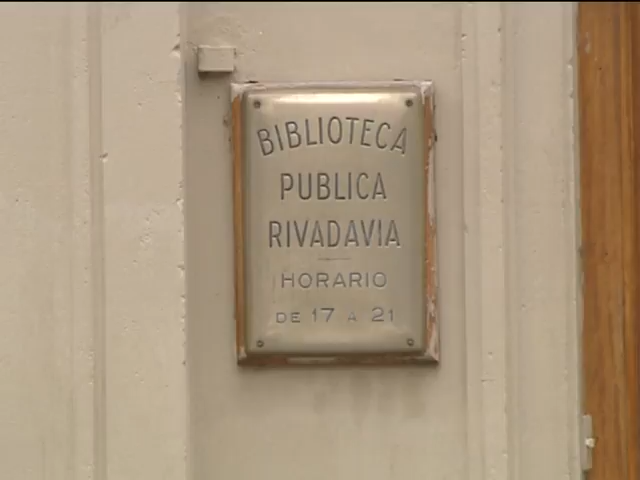 BIBLIOTECA
PUBLICA
RIVADAVIA
HORARIO
DE 17 A 21